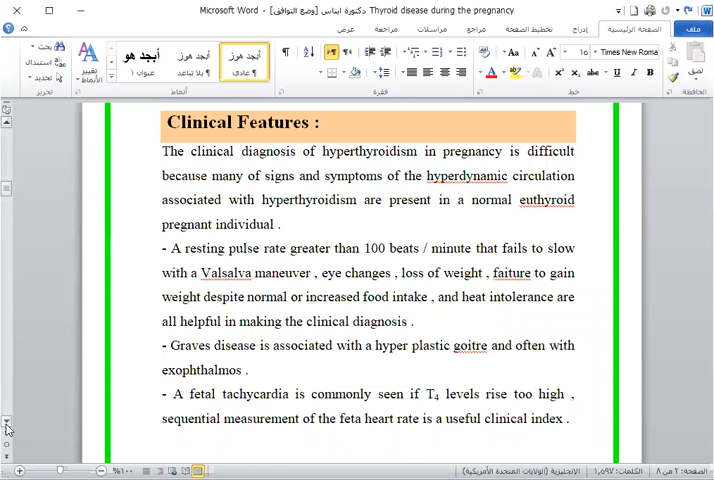 Thyroid disease during the pregnancy دكتورة ايناس [وضع التوافق] - Microsoft Word
ملف الصفحة الرئيسية إدراج تخطيط الصفحة مراجع مراسلات مراجعة عرض
Times New Roma ١٥
لصق
أبجد هوز أبجد هوز أبجد هو
¶ عادي ¶ بلا تباعد عنوان ١
تغيير الأنماط
بحث
استبدال
تحديد
الحافظة خط فقرة أنماط تحرير
Clinical Features :
The clinical diagnosis of hyperthyroidism in pregnancy is difficult
because many of signs and symptoms of the hyperdynamic circulation
associated with hyperthyroidism are present in a normal euthyroid
pregnant individual .
- A resting pulse rate greater than 100 beats / minute that fails to slow
with a Valsalva maneuver , eye changes , loss of weight , faiture to gain
weight despite normal or increased food intake , and heat intolerance are
all helpful in making the clinical diagnosis .
- Graves disease is associated with a hyper plastic goitre and often with
exophthalmos .
- A fetal tachycardia is commonly seen if T4 levels rise too high ,
sequential measurement of the feta heart rate is a useful clinical index .
الصفحة: ٢ من ٨ الكلمات: ١,٥٩٧ الإنجليزية (الولايات المتحدة الأمريكية) ١٠٠%